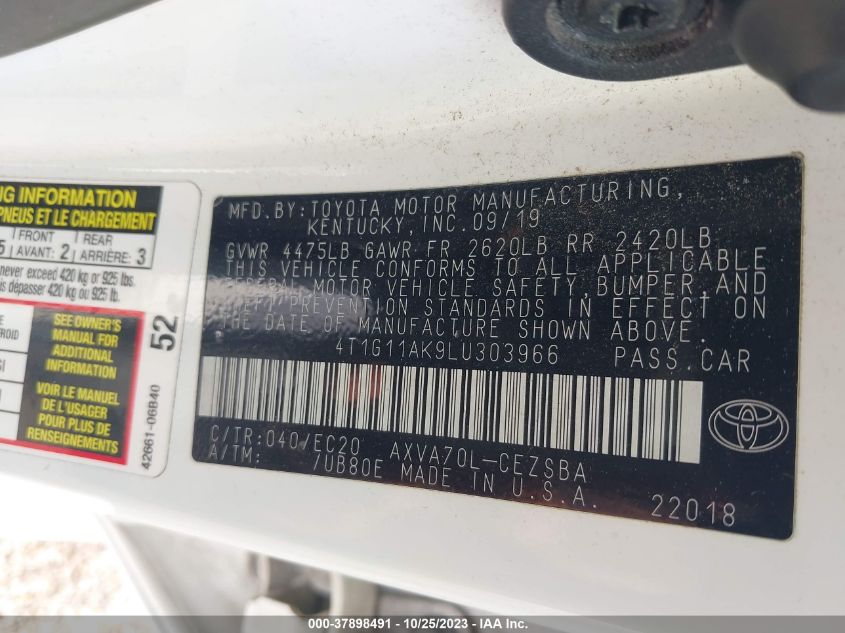 NG INFORMATION
PNEUS ET LE CHARGEMENT
5 FRONT AVANT: 2 REAR ARRIÈRE: 3
never exceed 420 kg or 925 lbs.
dépasser 420 kg ou 925 lb.
SEE OWNER'S
MANUAL FOR
ADDITIONAL
INFORMATION
VOIR LE MANUEL
DE L'USAGER
POUR PLUS DE
RENSEIGNEMENTS
52
42661-06B40
MFD.BY:TOYOTA MOTOR MANUFACTURING,
KENTUCKY, INC.09/19
GVWR 4475LB GAWR FR 2620LB RR 2420LB
THIS VEHICLE CONFORMS TO ALL APPLICABLE
FEDERAL MOTOR VEHICLE SAFETY,BUMPER,AND
THEFT PREVENTION STANDARDS IN EFFECT ON
THE DATE OF MANUFACTURE SHOWN ABOVE.
4T1G11AK9LU303966 PASS.CAR
C/TR:040/EC20 AXVA70L-CEZSBA
A/TM: /UB80E MADE IN U.S.A.
22018
000-37898491 - 10/25/2023 - IAA Inc.